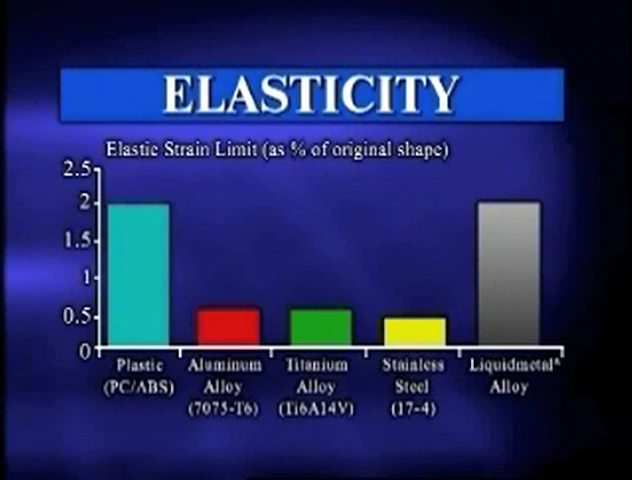 ELASTICITY
Elastic Strain Limit (as % of original shape)
2.5
2
1.5
1
0.5
0
Plastic
(PC/ABS)
Aluminum
Alloy
(7075-T6)
Titanium
Alloy
(Ti6A14V)
Stainless
Steel
(17-4)
Liquidmetal®
Alloy